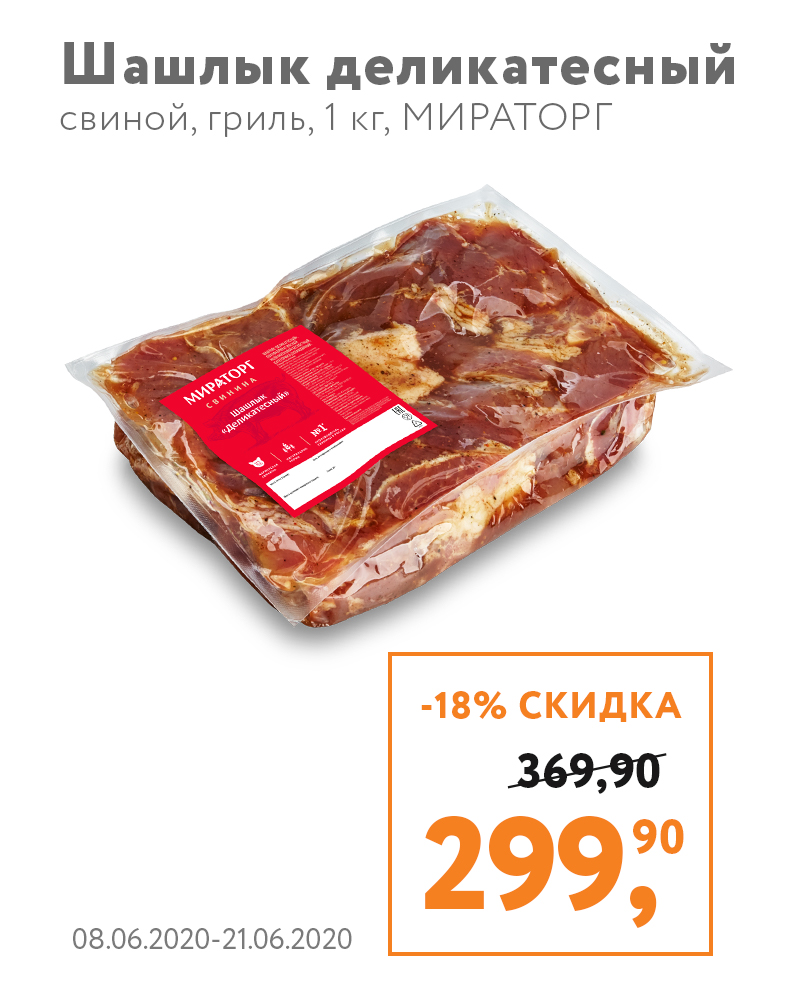 Шашлык деликатесный
свиной, гриль, 1 кг, МИРАТОРГ
МИРАТОРГ
СВИНИНА
Шашлык
«Деликатесный»
№1
-18% СКИДКА
369,90
299,90
08.06.2020-21.06.2020